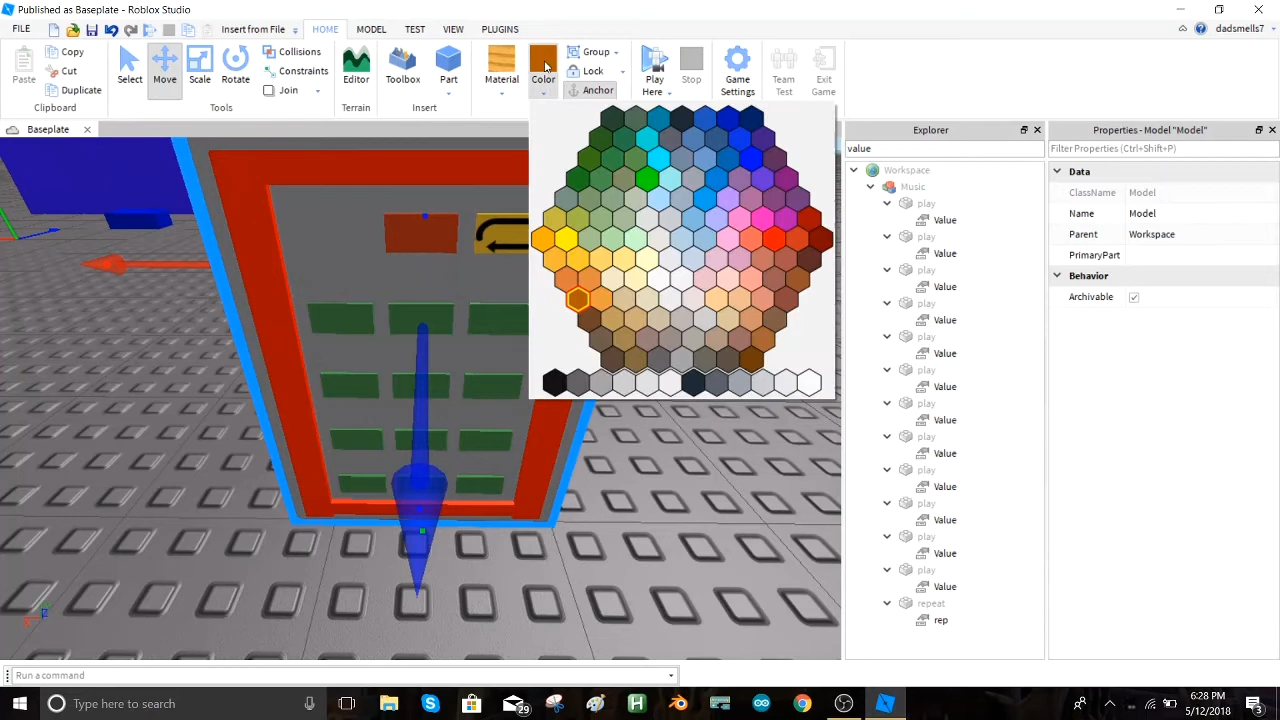 Published as Baseplate - Roblox Studio
FILE
Insert from File
HOME
MODEL
TEST
VIEW
PLUGINS
dadsmells7
Paste
Copy
Cut
Duplicate
Clipboard
Select
Move
Scale
Rotate
Collisions
Constraints
Join
Tools
Editor
Terrain
Toolbox
Part
Insert
Material
Color
Group
Lock
Anchor
Play
Here
Stop
Game
Settings
Team
Test
Exit
Game
Baseplate
Explorer
value
Workspace
Music
play
Value
play
Value
play
Value
play
Value
play
Value
play
Value
play
Value
play
Value
play
Value
play
Value
play
Value
play
Value
repeat
rep
Properties - Model "Model"
Filter Properties (Ctrl+Shift+P)
Data
ClassName Model
Name Model
Parent Workspace
PrimaryPart
Behavior
Archivable
Run a command
Type here to search
29
6:28 PM
5/12/2018